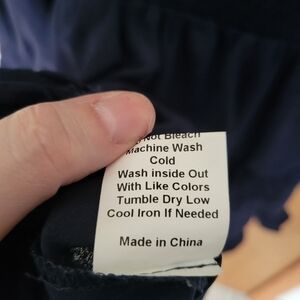 Not Bleach
Machine Wash
Cold
Wash inside Out
With Like Colors
Tumble Dry Low
Cool Iron If Needed
Made in China